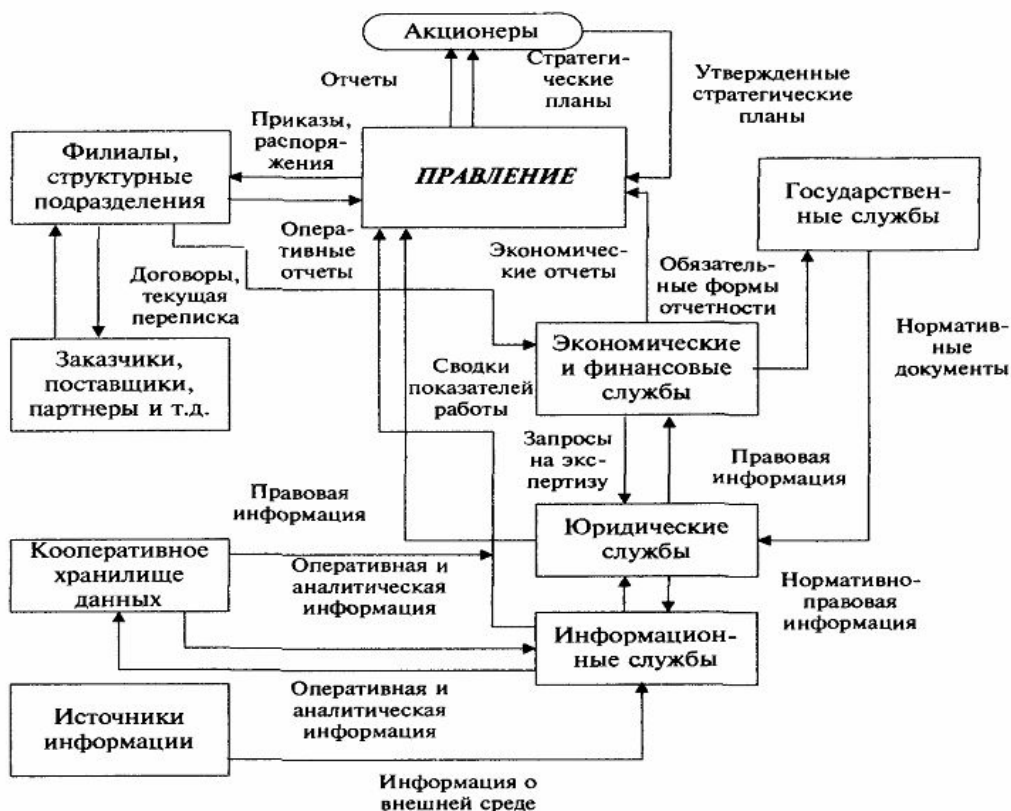 Акционеры
Отчеты
Стратеги-
ческие
планы
Утвержденные
стратегические
планы
Приказы,
распоря-
жения
Филиалы,
структурные
подразделения
ПРАВЛЕНИЕ
Государствен-
ные службы
Опера-
тивные
отчеты
Экономичес-
кие отчеты
Обязатель-
ные формы
отчетности
Договоры,
текущая
переписка
Норматив-
ные
документы
Заказчики,
поставщики,
партнеры и т.д.
Сводки
показателей
работы
Экономические
и финансовые
службы
Запросы
на экс-
пертизу
Правовая
информация
Правовая
информация
Юридические
службы
Кооперативное
хранилище
данных
Оперативная и
аналитическая
информация
Нормативно-
правовая
информация
Информацион-
ные службы
Источники
информации
Оперативная и
аналитическая
информация
Информация о
внешней среде